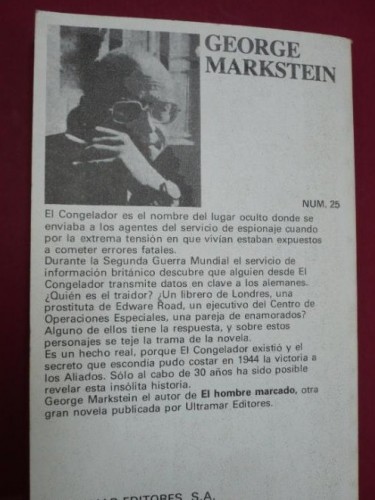 GEORGE
MARKSTEIN
NUM. 25
El Congelador es el nombre del lugar oculto donde se
enviaba a los agentes del servicio de espionaje cuando
por la extrema tensión en que vivían estaban expuestos
a cometer errores fatales.
Durante la Segunda Guerra Mundial el servicio de
información británico descubre que alguien desde El
Congelador transmite datos en clave a los alemanes.
¿Quién es el traidor? ¿Un librero de Londres, una
prostituta de Edware Road, un ejecutivo del Centro de
Operaciones Especiales, una pareja de enamorados?
Alguno de ellos tiene la respuesta, y sobre estos
personajes se teje la trama de la novela.
Es un hecho real, porque El Congelador existió y el
secreto que escondía pudo costar en 1944 la victoria a
los Aliados. Sólo al cabo de 30 años ha sido posible
revelar esta insólita historia.
George Markstein el autor de El hombre marcado, otra
gran novela publicada por Ultramar Editores.
EDITORES, S.A.